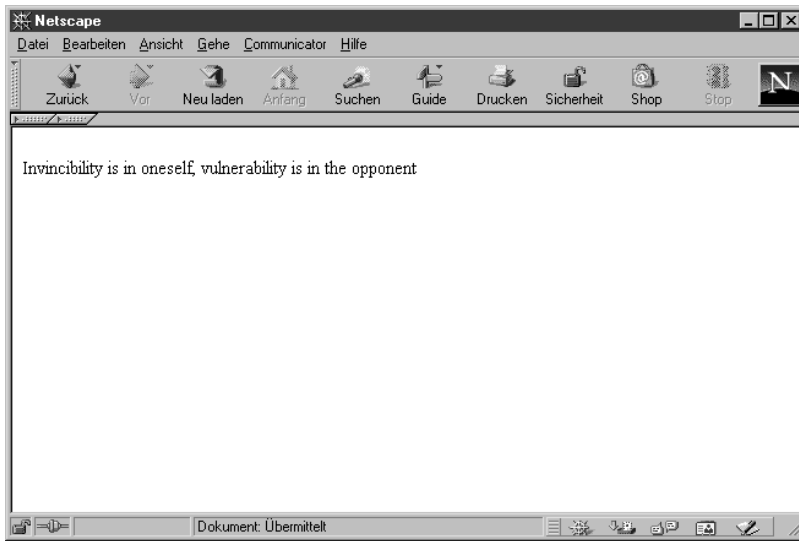 Netscape
Datei Bearbeiten Ansicht Gehe Communicator Hilfe
Zurück Vor Neu laden Anfang Suchen Guide Drucken Sicherheit Shop Stop
N
Invincibility is in oneself, vulnerability is in the opponent
Dokument: Übermittelt